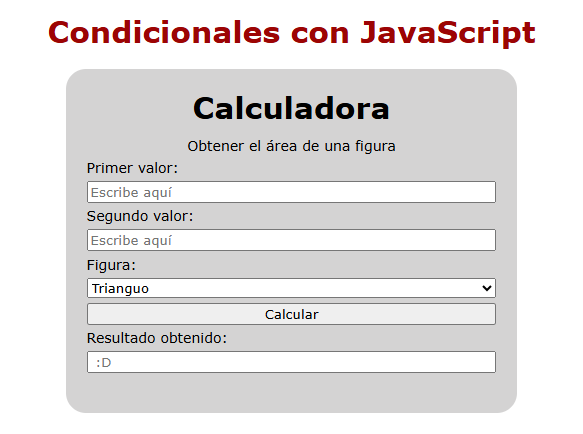 Condicionales con JavaScript
Calculadora
Obtener el área de una figura
Primer valor:
Escribe aquí
Segundo valor:
Escribe aquí
Figura:
Trianguo
Calcular
Resultado obtenido:
:D